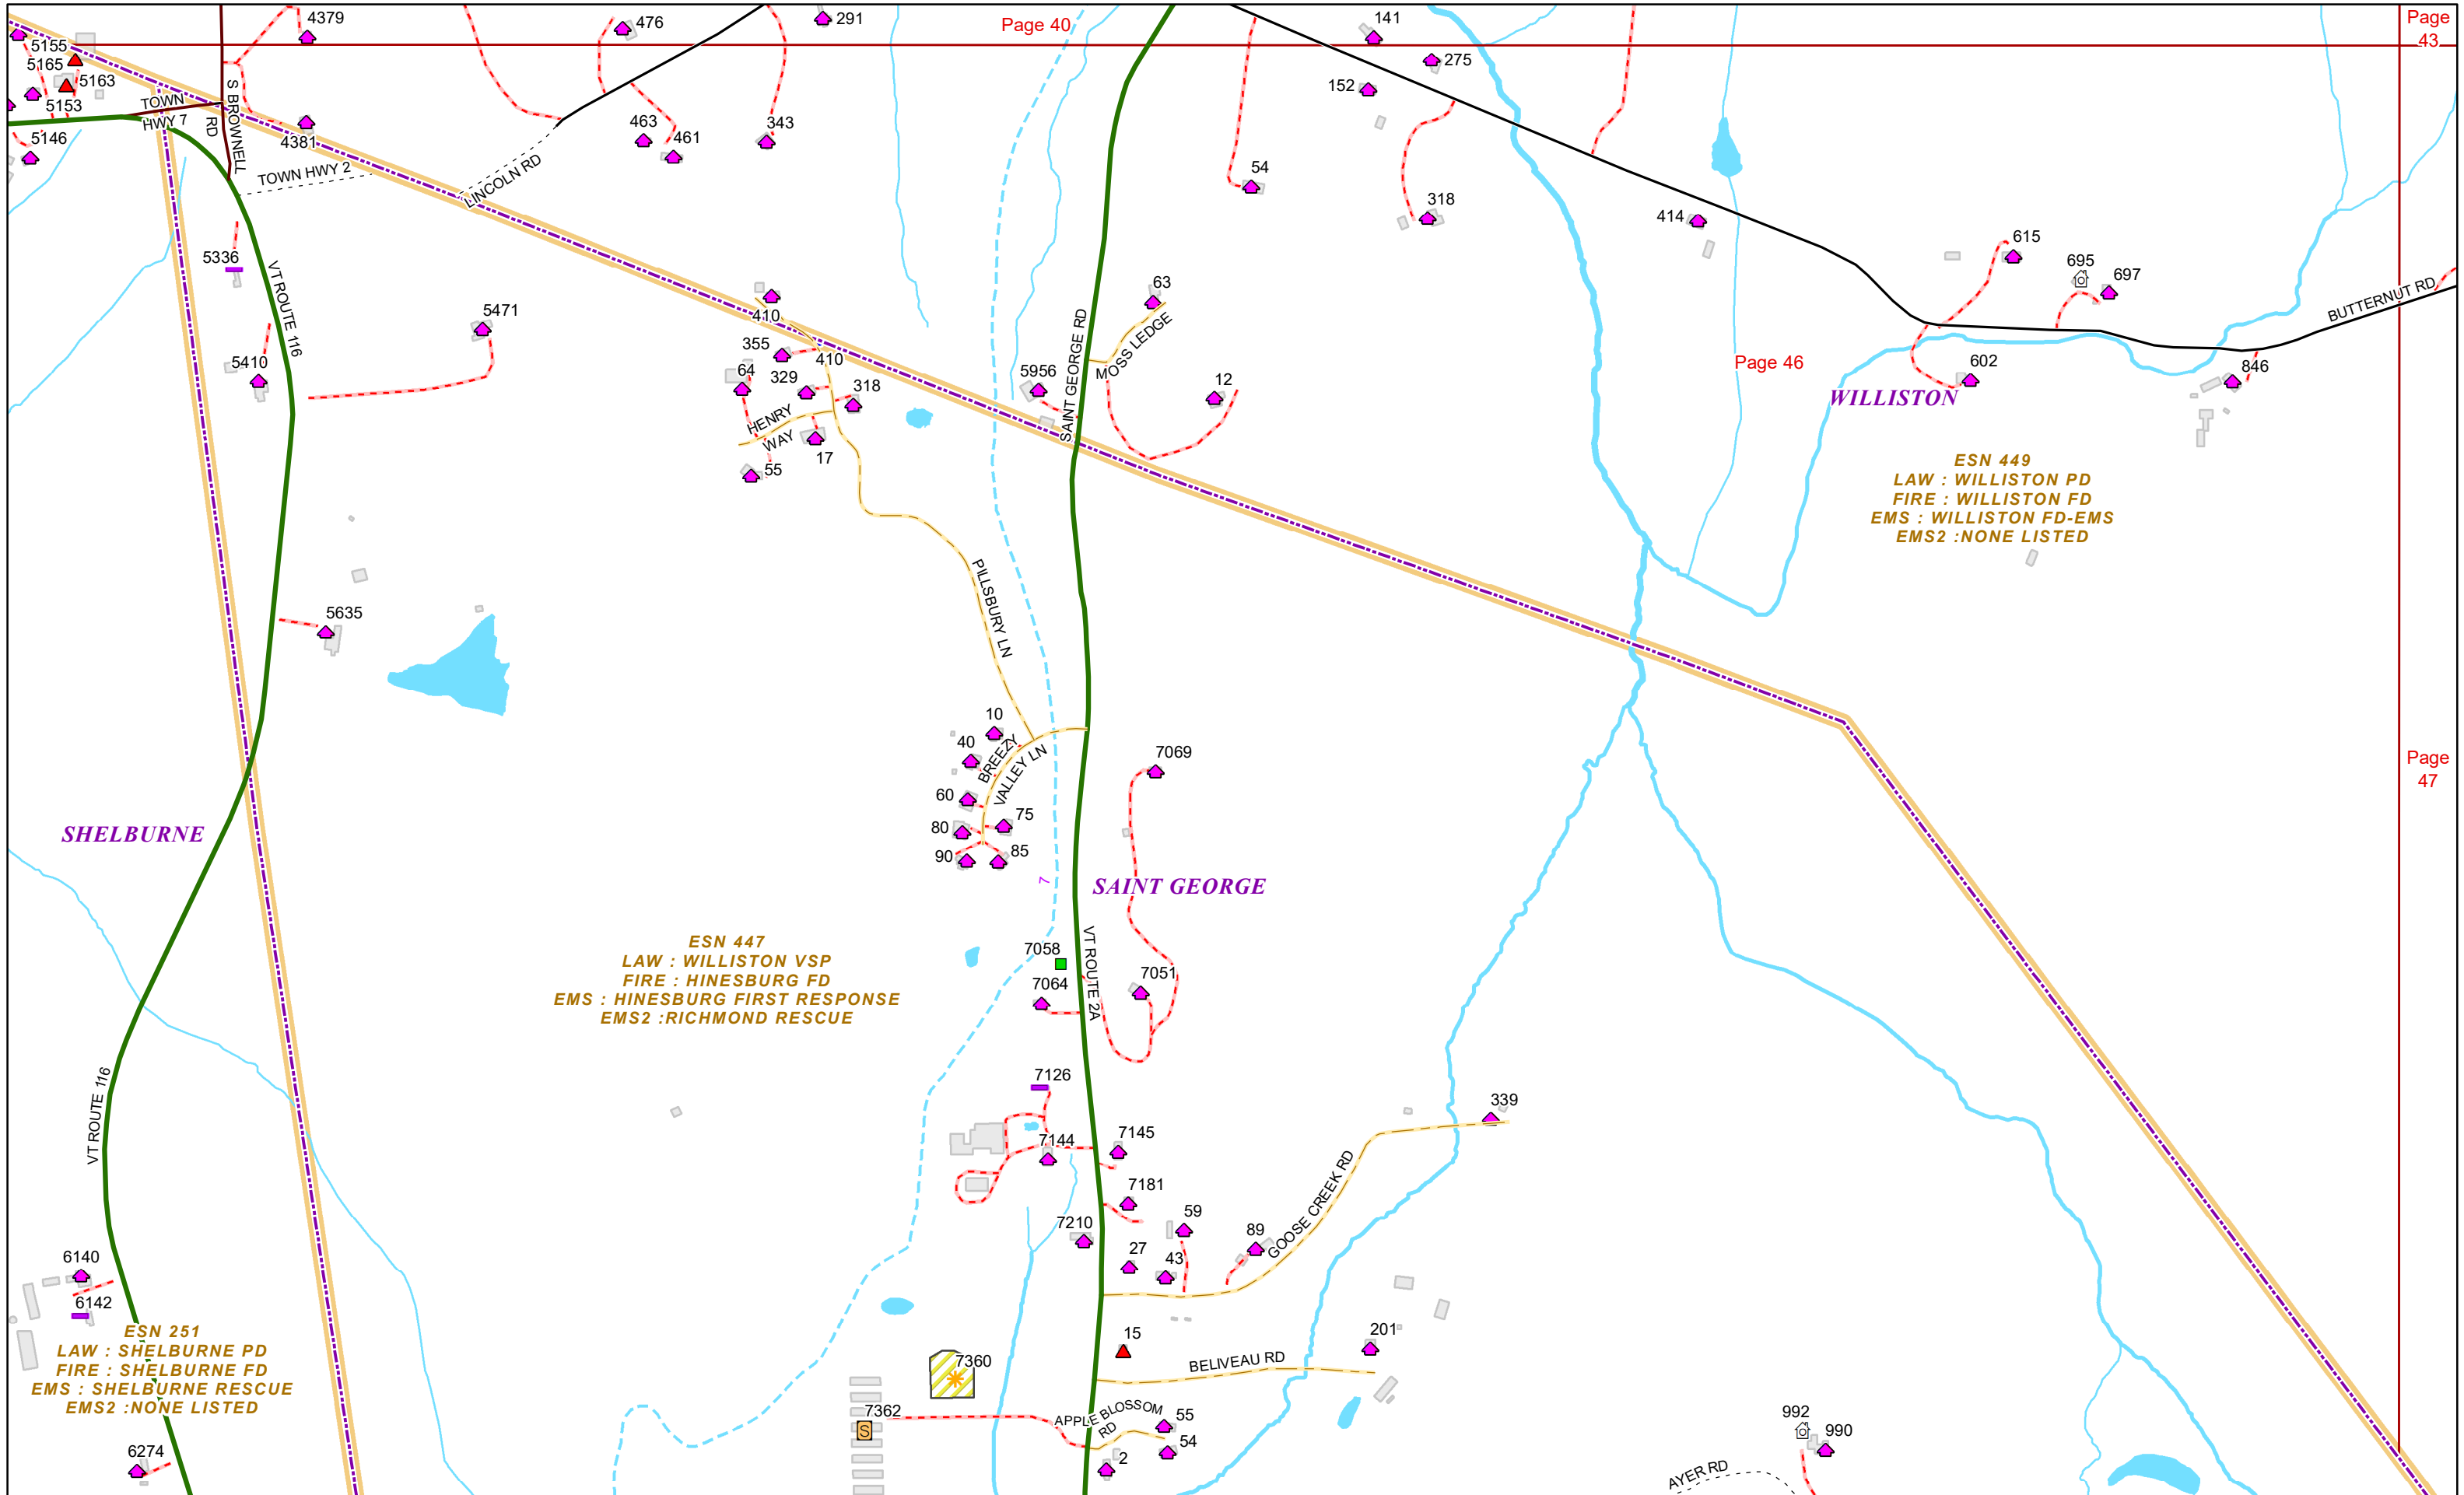 4379
476
291
Page 40
141
Page
43
5155
5165
5163
275
152
TOWN
HWY 7
S BROWNELL
RD
5153
5146
4381
463
461
343
TOWN HWY 2
LINCOLN RD
54
318
414
5336
VT ROUTE 116
615
695
697
BUTTERNUT RD
63
410
5471
SAINT GEORGE RD
MOSS LEDGE
355
410
5410
64
329
318
5956
12
Page 46
602
846
WILLISTON
HENRY
WAY
17
55
ESN 449
LAW : WILLISTON PD
FIRE : WILLISTON FD
EMS : WILLISTON FD-EMS
EMS2 :NONE LISTED
PILLSBURY LN
5635
10
40
BREEZY
VALLEY LN
7069
Page
47
60
75
80
85
90
SHELBURNE
7
SAINT GEORGE
ESN 447
LAW : WILLISTON VSP
FIRE : HINESBURG FD
EMS : HINESBURG FIRST RESPONSE
EMS2 :RICHMOND RESCUE
7058
VT ROUTE 2A
7051
7064
7126
VT ROUTE 116
339
7144
7145
7181
GOOSE CREEK RD
59
7210
89
27
43
6140
6142
ESN 251
LAW : SHELBURNE PD
FIRE : SHELBURNE FD
EMS : SHELBURNE RESCUE
EMS2 :NONE LISTED
15
201
BELIVEAU RD
7360
7362
S
APPLE BLOSSOM
RD
55
54
2
992
990
6274
AYER RD